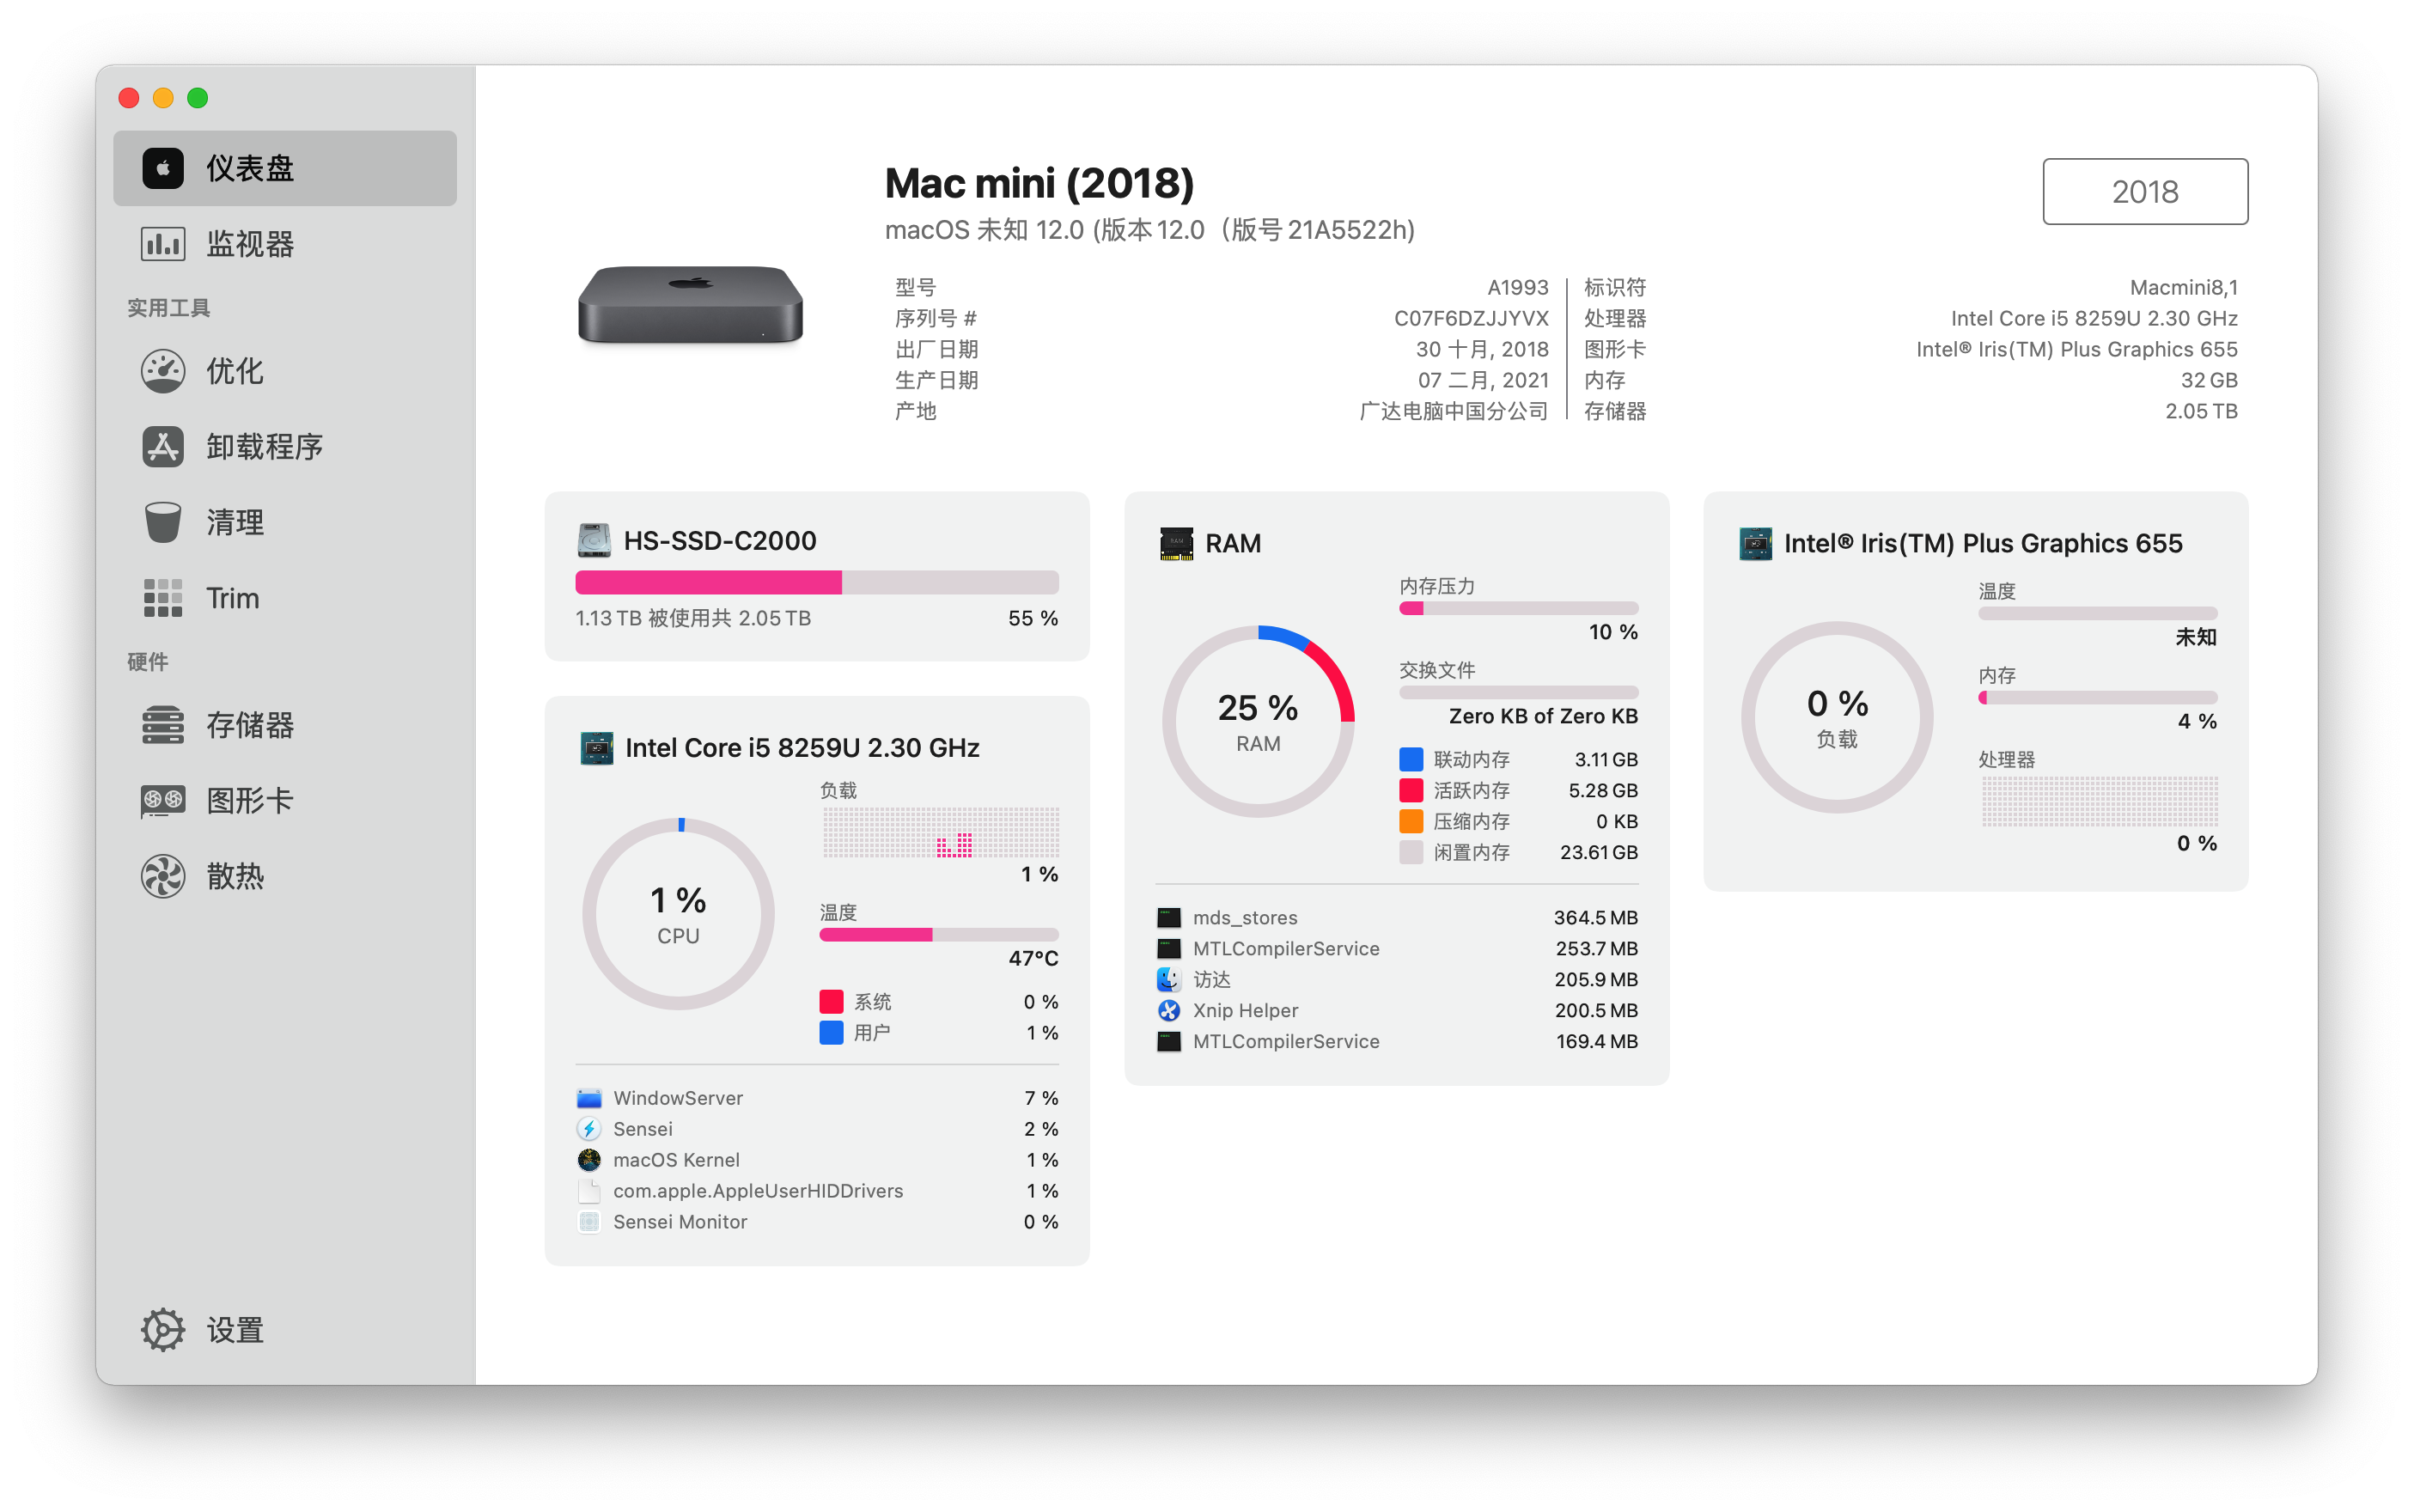 仪表盘
监视器
实用工具
优化
卸载程序
清理
Trim
硬件
存储器
图形卡
散热
设置
Mac mini (2018)
macOS 未知 12.0 (版本 12.0（版号 21A5522h)
2018
型号 A1993
序列号 # C07F6DZJJYVX
出厂日期 30 十月, 2018
生产日期 07 二月, 2021
产地 广达电脑中国分公司
标识符 Macmini8,1
处理器 Intel Core i5 8259U 2.30 GHz
图形卡 Intel® Iris(TM) Plus Graphics 655
内存 32 GB
存储器 2.05 TB
HS-SSD-C2000
1.13 TB 被使用共 2.05 TB 55 %
Intel Core i5 8259U 2.30 GHz
1 %
CPU
负载
1 %
温度
47°C
系统 0 %
用户 1 %
WindowServer 7 %
Sensei 2 %
macOS Kernel 1 %
com.apple.AppleUserHIDDrivers 1 %
Sensei Monitor 0 %
RAM
25 %
RAM
内存压力
10 %
交换文件
Zero KB of Zero KB
联动内存 3.11 GB
活跃内存 5.28 GB
压缩内存 0 KB
闲置内存 23.61 GB
mds_stores 364.5 MB
MTLCompilerService 253.7 MB
访达 205.9 MB
Xnip Helper 200.5 MB
MTLCompilerService 169.4 MB
Intel® Iris(TM) Plus Graphics 655
0 %
负载
温度
未知
内存
4 %
处理器
0 %